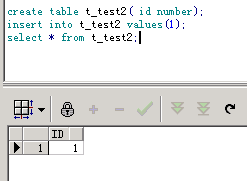 create table t_test2( id number);
insert into t_test2 values(1);
select * from t_test2;
ID
1 1